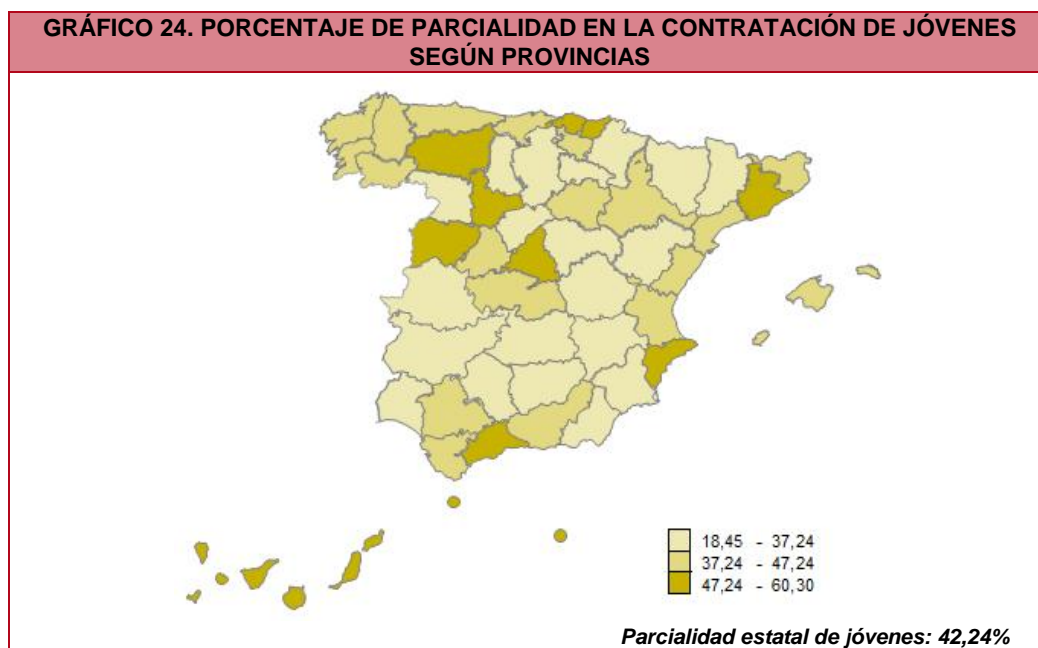 GRÁFICO 24. PORCENTAJE DE PARCIALIDAD EN LA CONTRATACIÓN DE JÓVENES
SEGÚN PROVINCIAS
18,45 - 37,24
37,24 - 47,24
47,24 - 60,30
Parcialidad estatal de jóvenes: 42,24%